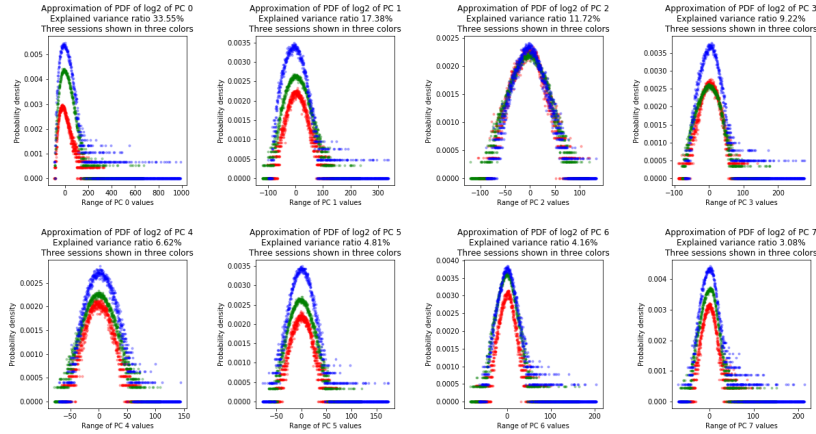 Approximation of PDF of log2 of PC 0
Explained variance ratio 33.55%
Three sessions shown in three colors
Probability density
0.005
0.004
0.003
0.002
0.001
0.000
0
200
400
600
800
1000
Range of PC 0 values
Approximation of PDF of log2 of PC 1
Explained variance ratio 17.38%
Three sessions shown in three colors
Probability density
0.0035
0.0030
0.0025
0.0020
0.0015
0.0010
0.0005
0.0000
−100
0
100
200
300
Range of PC 1 values
Approximation of PDF of log2 of PC 2
Explained variance ratio 11.72%
Three sessions shown in three colors
Probability density
0.0025
0.0020
0.0015
0.0010
0.0005
0.0000
−100
−50
0
50
100
Range of PC 2 values
Approximation of PDF of log2 of PC 3
Explained variance ratio 9.22%
Three sessions shown in three colors
Probability density
0.0035
0.0030
0.0025
0.0020
0.0015
0.0010
0.0005
0.0000
0
100
200
Range of PC 3 values
Approximation of PDF of log2 of PC 4
Explained variance ratio 6.62%
Three sessions shown in three colors
Probability density
0.0025
0.0020
0.0015
0.0010
0.0005
0.0000
−50
0
50
100
150
Range of PC 4 values
Approximation of PDF of log2 of PC 5
Explained variance ratio 4.81%
Three sessions shown in three colors
Probability density
0.0035
0.0030
0.0025
0.0020
0.0015
0.0010
0.0005
0.0000
−50
0
50
100
150
Range of PC 5 values
Approximation of PDF of log2 of PC 6
Explained variance ratio 4.16%
Three sessions shown in three colors
Probability density
0.0040
0.0035
0.0030
0.0025
0.0020
0.0015
0.0010
0.0005
0.0000
0
100
200
Range of PC 6 values
Approximation of PDF of log2 of PC 7
Explained variance ratio 3.08%
Three sessions shown in three colors
Probability density
0.004
0.003
0.002
0.001
0.000
0
100
200
Range of PC 7 values